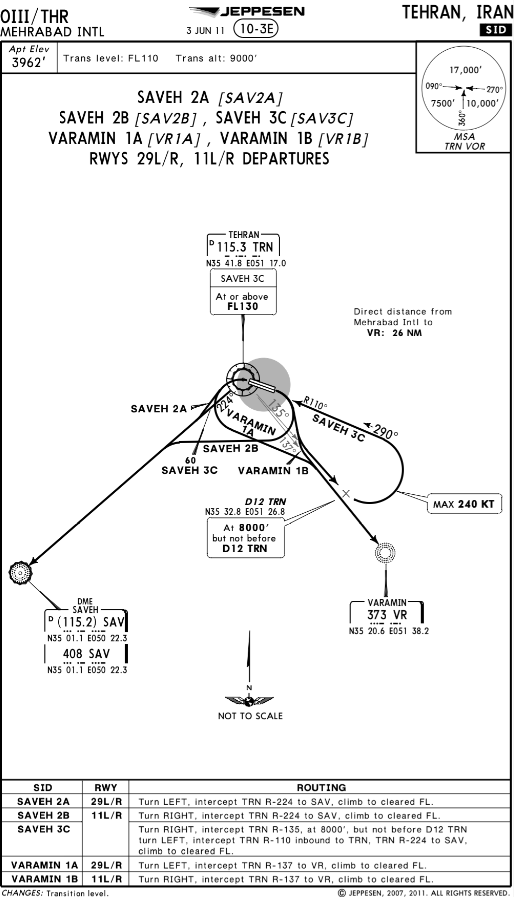 OIII/THR
MEHRABAD INTL
JEPPESEN
3 JUN 11
10-3E
TEHRAN, IRAN
SID
Apt Elev
3962'
Trans level: FL110 Trans alt: 9000'
17,000'
090° 270°
7500' 10,000'
360°
MSA
TRN VOR
SAVEH 2A [SAV2A]
SAVEH 2B [SAV2B] , SAVEH 3C [SAV3C]
VARAMIN 1A [VR1A] , VARAMIN 1B [VR1B]
RWYS 29L/R, 11L/R DEPARTURES
TEHRAN
D 115.3 TRN
N35 41.8 E051 17.0
SAVEH 3C
At or above
FL130
Direct distance from
Mehrabad Intl to
VR: 26 NM
SAVEH 2A
224°
VARAMIN
1A
135°
137°
R110°
SAVEH 3C
290°
SAVEH 2B
60
SAVEH 3C
VARAMIN 1B
MAX 240 KT
D12 TRN
N35 32.8 E051 26.8
At 8000'
but not before
D12 TRN
DME
SAVEH
D (115.2) SAV
N35 01.1 E050 22.3
408 SAV
N35 01.1 E050 22.3
VARAMIN
373 VR
N35 20.6 E051 38.2
N
NOT TO SCALE
SID RWY ROUTING
SAVEH 2A 29L/R Turn LEFT, intercept TRN R-224 to SAV, climb to cleared FL.
SAVEH 2B 11L/R Turn RIGHT, intercept TRN R-224 to SAV, climb to cleared FL.
SAVEH 3C Turn RIGHT, intercept TRN R-135, at 8000', but not before D12 TRN
turn LEFT, intercept TRN R-110 inbound to TRN, TRN R-224 to SAV,
climb to cleared FL.
VARAMIN 1A 29L/R Turn LEFT, intercept TRN R-137 to VR, climb to cleared FL.
VARAMIN 1B 11L/R Turn RIGHT, intercept TRN R-137 to VR, climb to cleared FL.
CHANGES: Transition level.
© JEPPESEN, 2007, 2011. ALL RIGHTS RESERVED.